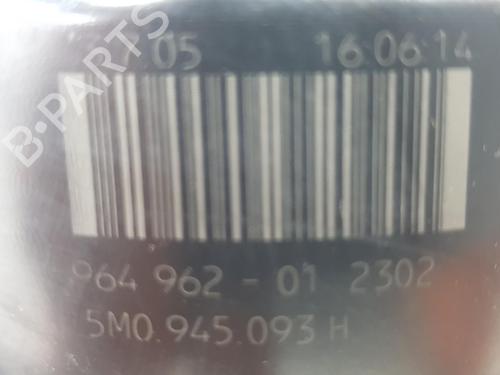 :05 16:06:14
B-PARTS
964 962 - 01 2302
5M0.945.093 H